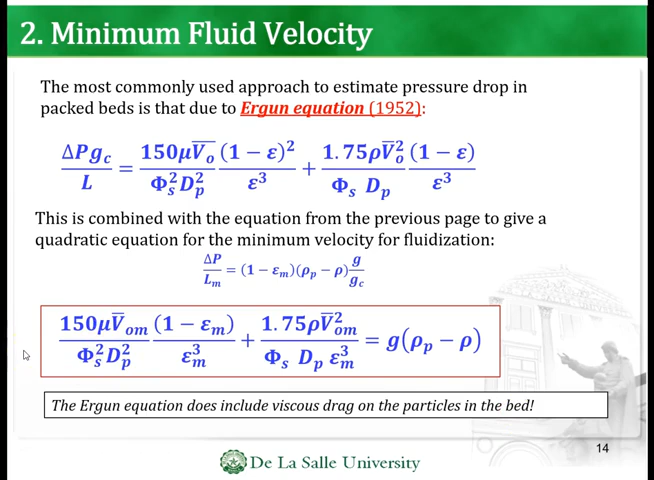 2. Minimum Fluid Velocity
The most commonly used approach to estimate pressure drop in
packed beds is that due to Ergun equation (1952):
ΔPg_c / L = (150μV̅_o / Φ_s²D_p²) ((1 − ε)² / ε³) + (1.75ρV̅_o² / Φ_s D_p) ((1 − ε) / ε³)
This is combined with the equation from the previous page to give a
quadratic equation for the minimum velocity for fluidization:
ΔP / L_m = (1 − ε_m)(ρ_p − ρ) g / g_c
(150μV̅_om / Φ_s²D_p²) ((1 − ε_m) / ε_m³) + 1.75ρV̅_om² / (Φ_s D_p ε_m³) = g(ρ_p − ρ)
The Ergun equation does include viscous drag on the particles in the bed!
14
De La Salle University